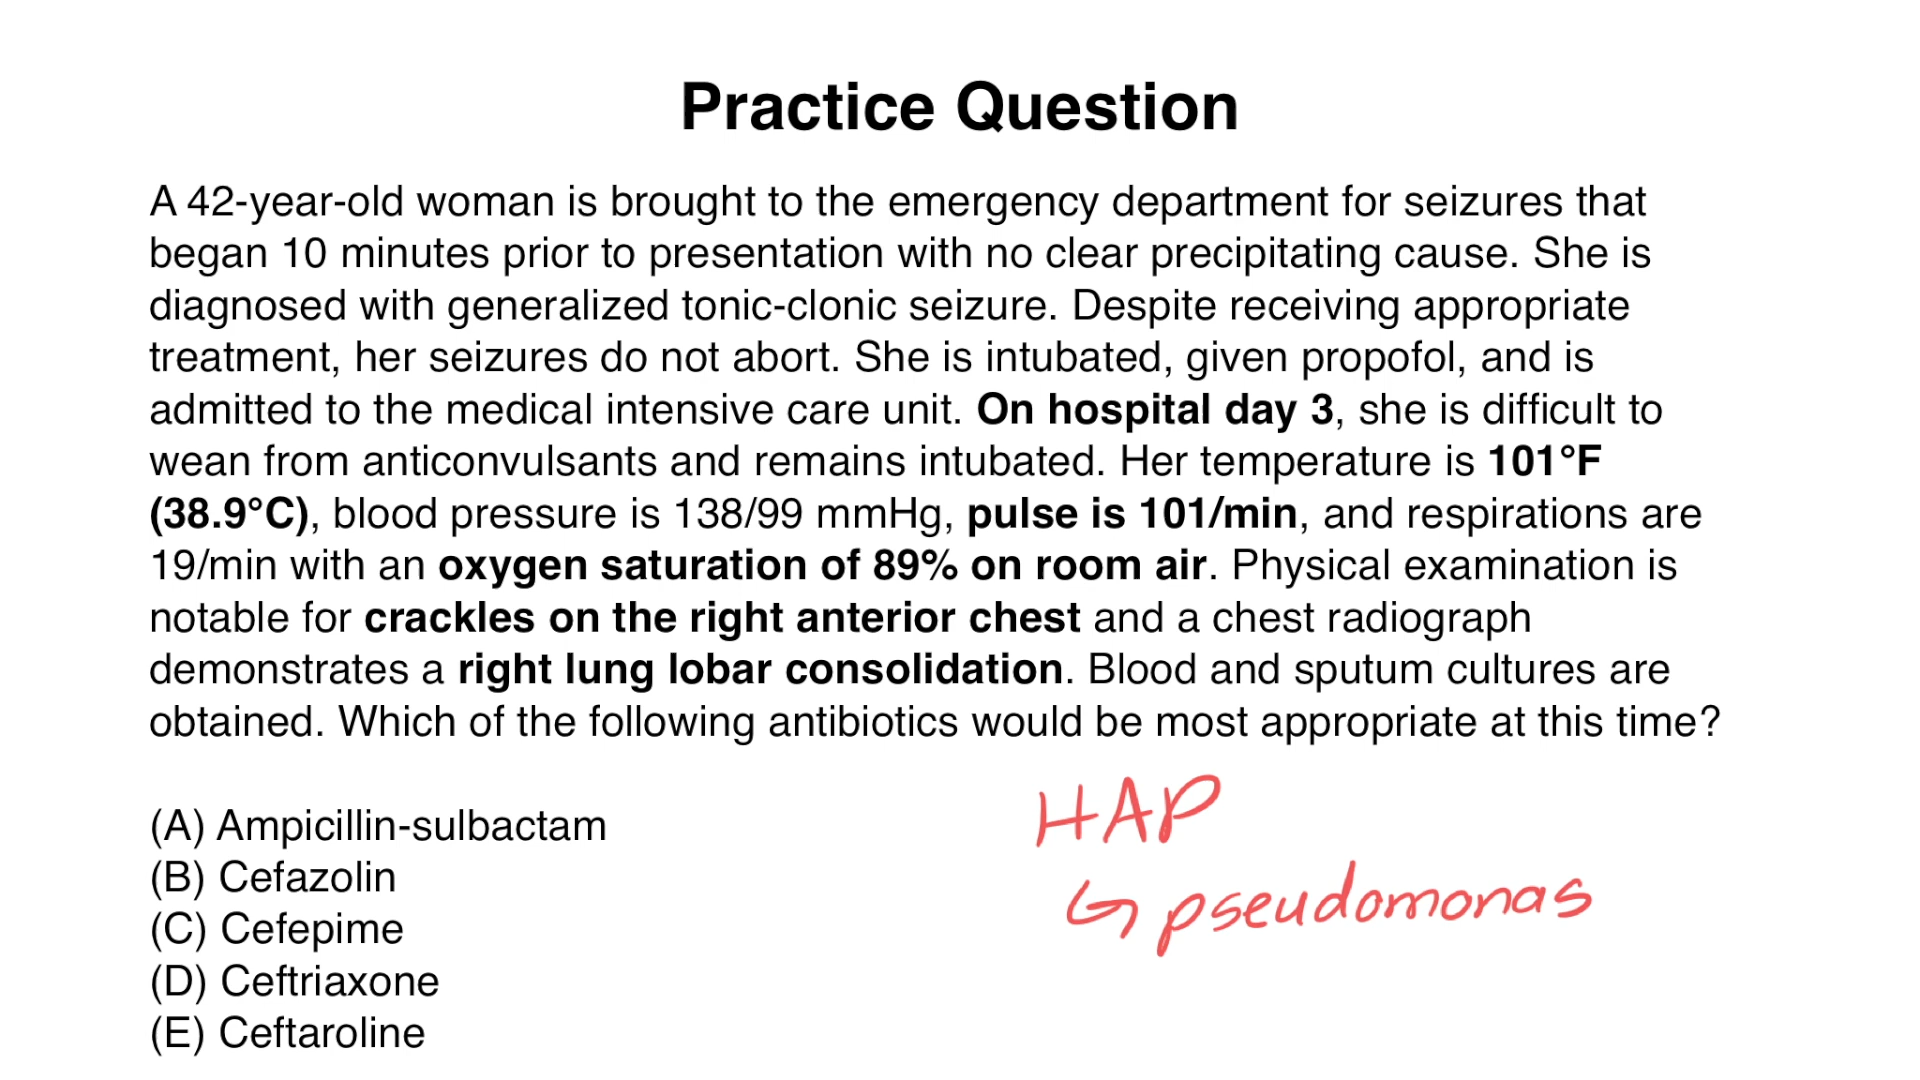 Practice Question
A 42-year-old woman is brought to the emergency department for seizures that
began 10 minutes prior to presentation with no clear precipitating cause. She is
diagnosed with generalized tonic-clonic seizure. Despite receiving appropriate
treatment, her seizures do not abort. She is intubated, given propofol, and is
admitted to the medical intensive care unit. On hospital day 3, she is difficult to
wean from anticonvulsants and remains intubated. Her temperature is 101°F
(38.9°C), blood pressure is 138/99 mmHg, pulse is 101/min, and respirations are
19/min with an oxygen saturation of 89% on room air. Physical examination is
notable for crackles on the right anterior chest and a chest radiograph
demonstrates a right lung lobar consolidation. Blood and sputum cultures are
obtained. Which of the following antibiotics would be most appropriate at this time?
(A) Ampicillin-sulbactam
(B) Cefazolin
(C) Cefepime
(D) Ceftriaxone
(E) Ceftaroline
HAP
↳ pseudomonas